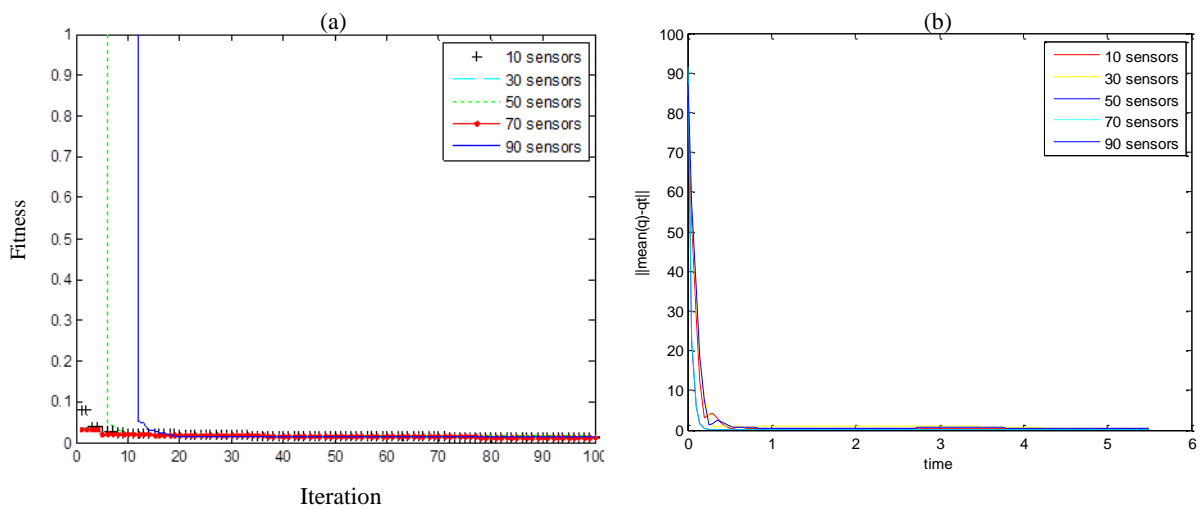 (a)
Fitness
1
0.9
0.8
0.7
0.6
0.5
0.4
0.3
0.2
0.1
0
0 10 20 30 40 50 60 70 80 90 100
Iteration
10 sensors
30 sensors
50 sensors
70 sensors
90 sensors
(b)
||mean(q)-qt||
100
90
80
70
60
50
40
30
20
10
0
0 1 2 3 4 5 6
time
10 sensors
30 sensors
50 sensors
70 sensors
90 sensors